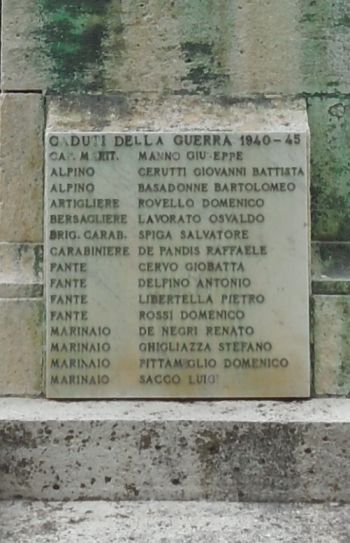 CADUTI DELLA GUERRA 1940-45
CAP. MARIT. MANNO GIUSEPPE
ALPINO CERUTTI GIOVANNI BATTISTA
ALPINO BASADONNE BARTOLOMEO
ARTIGLIERE ROVELLO DOMENICO
BERSAGLIERE LAVORATO OSVALDO
BRIG. CARAB. SPIGA SALVATORE
CARABINIERE DE PANDIS RAFFAELE
FANTE CERVO GIOBATTA
FANTE DELFINO ANTONIO
FANTE LIBERTELLA PIETRO
FANTE ROSSI DOMENICO
MARINAIO DE NEGRI RENATO
MARINAIO GHIGLIAZZA STEFANO
MARINAIO PITTAMIGLIO DOMENICO
MARINAIO SACCO LUIGI